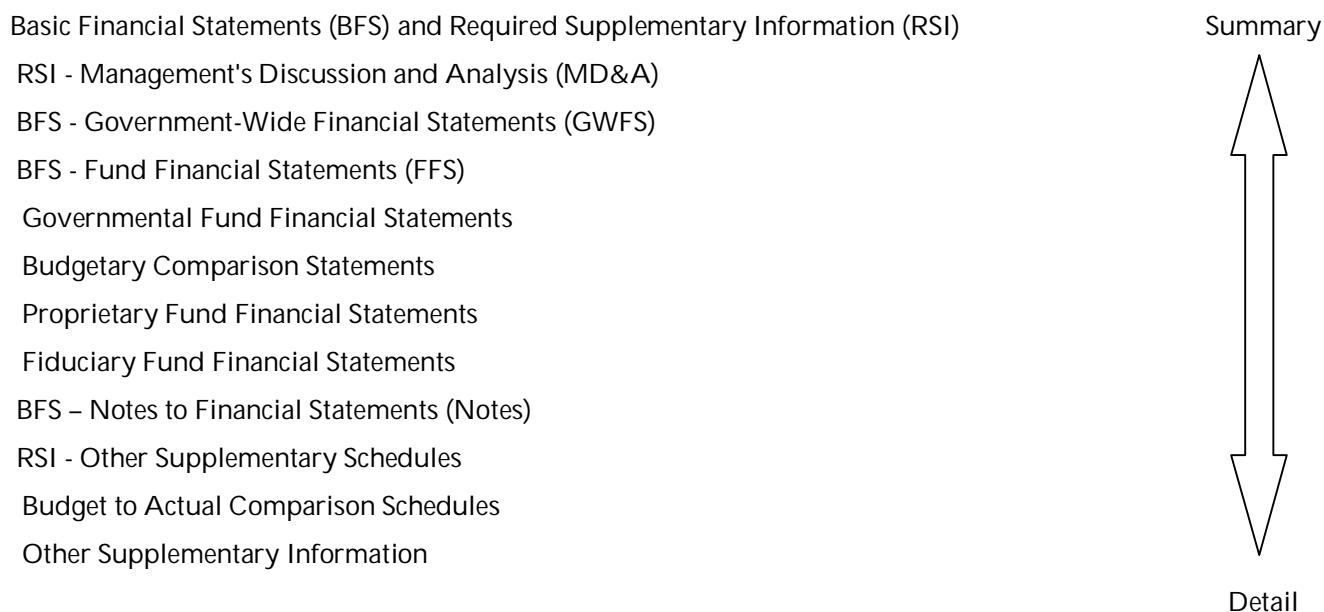 Basic Financial Statements (BFS) and Required Supplementary Information (RSI) Summary
RSI - Management's Discussion and Analysis (MD&A)
BFS - Government-Wide Financial Statements (GWFS)
BFS - Fund Financial Statements (FFS)
Governmental Fund Financial Statements
Budgetary Comparison Statements
Proprietary Fund Financial Statements
Fiduciary Fund Financial Statements
BFS – Notes to Financial Statements (Notes)
RSI - Other Supplementary Schedules
Budget to Actual Comparison Schedules
Other Supplementary Information
Detail